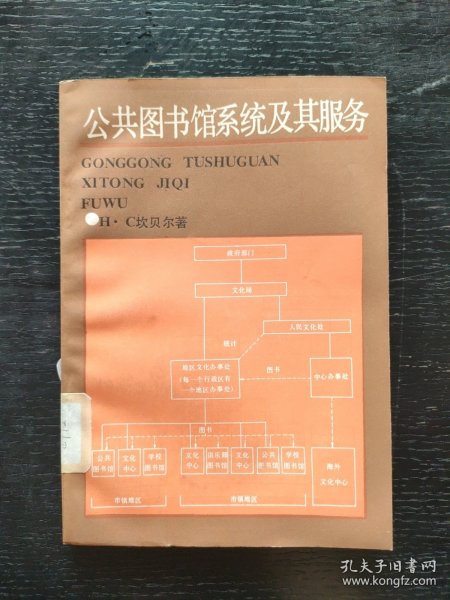 公共图书馆系统及其服务
GONGGONG TUSHUGUAN
XITONG JIQI
FUWU
H·C坎贝尔著
政府部门
文化局
人民文化处
统计
地区文化办事处
(每一个行政区有
一个地区办事处)
图书
中心办事处
图书
公共
图书馆
文化
中心
学校
图书馆
文化
中心
俱乐部
图书馆
文化
中心
公共
图书馆
学校
图书馆
海外
文化中心
市镇地区
市镇地区
孔夫子旧书网
www.kongfz.com